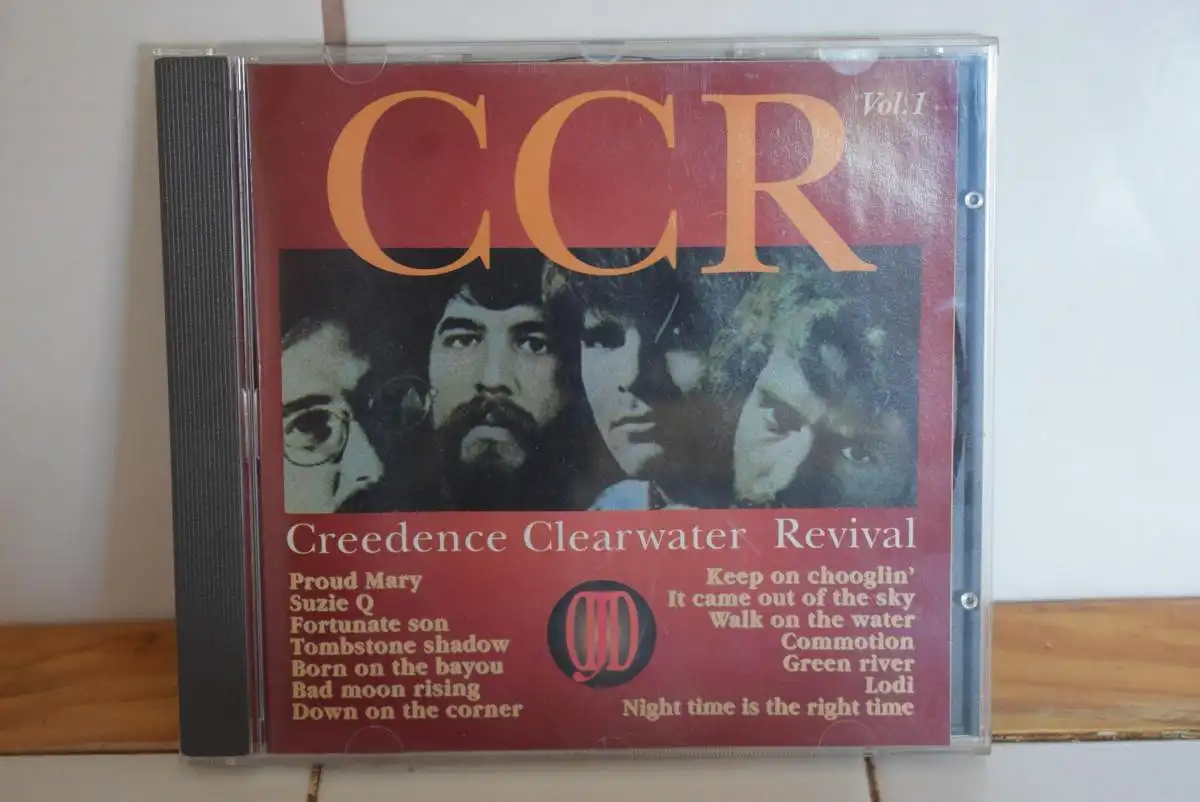 CCR
Vol.1
Creedence Clearwater Revival
Proud Mary
Suzie Q
Fortunate son
Tombstone shadow
Born on the bayou
Bad moon rising
Down on the corner
Keep on chooglin'
It came out of the sky
Walk on the water
Commotion
Green river
Lodi
Night time is the right time